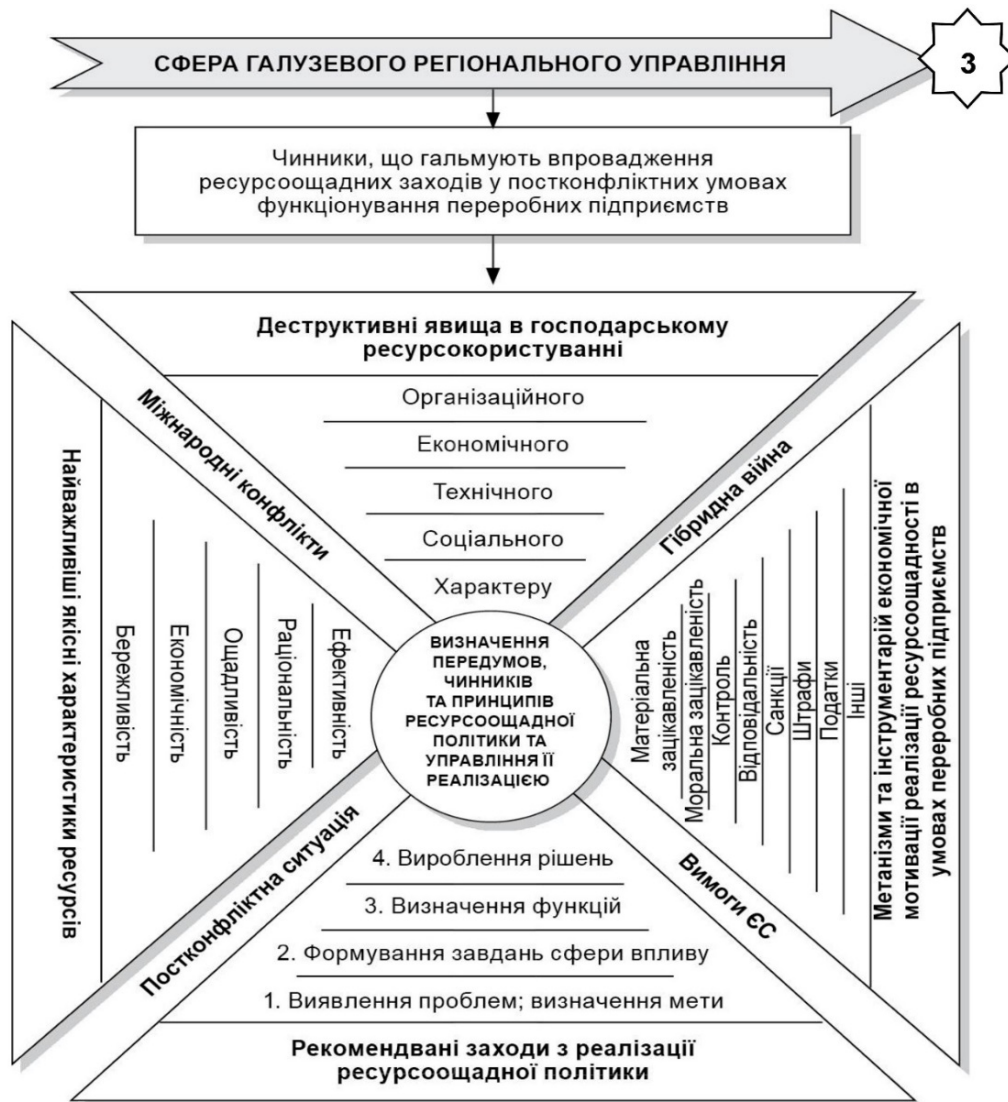 СФЕРА ГАЛУЗЕВОГО РЕГІОНАЛЬНОГО УПРАВЛІННЯ
3
Чинники, що гальмують впровадження
ресурсоощадних заходів у постконфліктних умовах
функціонування переробних підприємств
Деструктивні явища в господарському
ресурсокористуванні
Організаційного
Економічного
Технічного
Соціального
Характеру
Міжнародні конфлікти
Гібридна війна
Найважливіші якісні характеристики ресурсів
Бережливість
Економічність
Ощадливість
Раціональність
Ефективність
ВИЗНАЧЕННЯ
ПЕРЕДУМОВ,
ЧИННИКІВ
ТА ПРИНЦИПІВ
РЕСУРСООЩАДНОЇ
ПОЛІТИКИ ТА
УПРАВЛІННЯ ЇЇ
РЕАЛІЗАЦІЄЮ
Матеріальна
зацікавленість
Моральна зацікавленість
Контроль
Відповідальність
Санкції
Штрафи
Податки
Інші
Метанізми та інструментарій економічної
мотивації реалізації ресурсоощадності в
умовах переробних підприємств
Постконфліктна ситуація
Вимоги ЄС
4. Вироблення рішень
3. Визначення функцій
2. Формування завдань сфери впливу
1. Виявлення проблем; визначення мети
Рекомендвані заходи з реалізації
ресурсоощадної політики